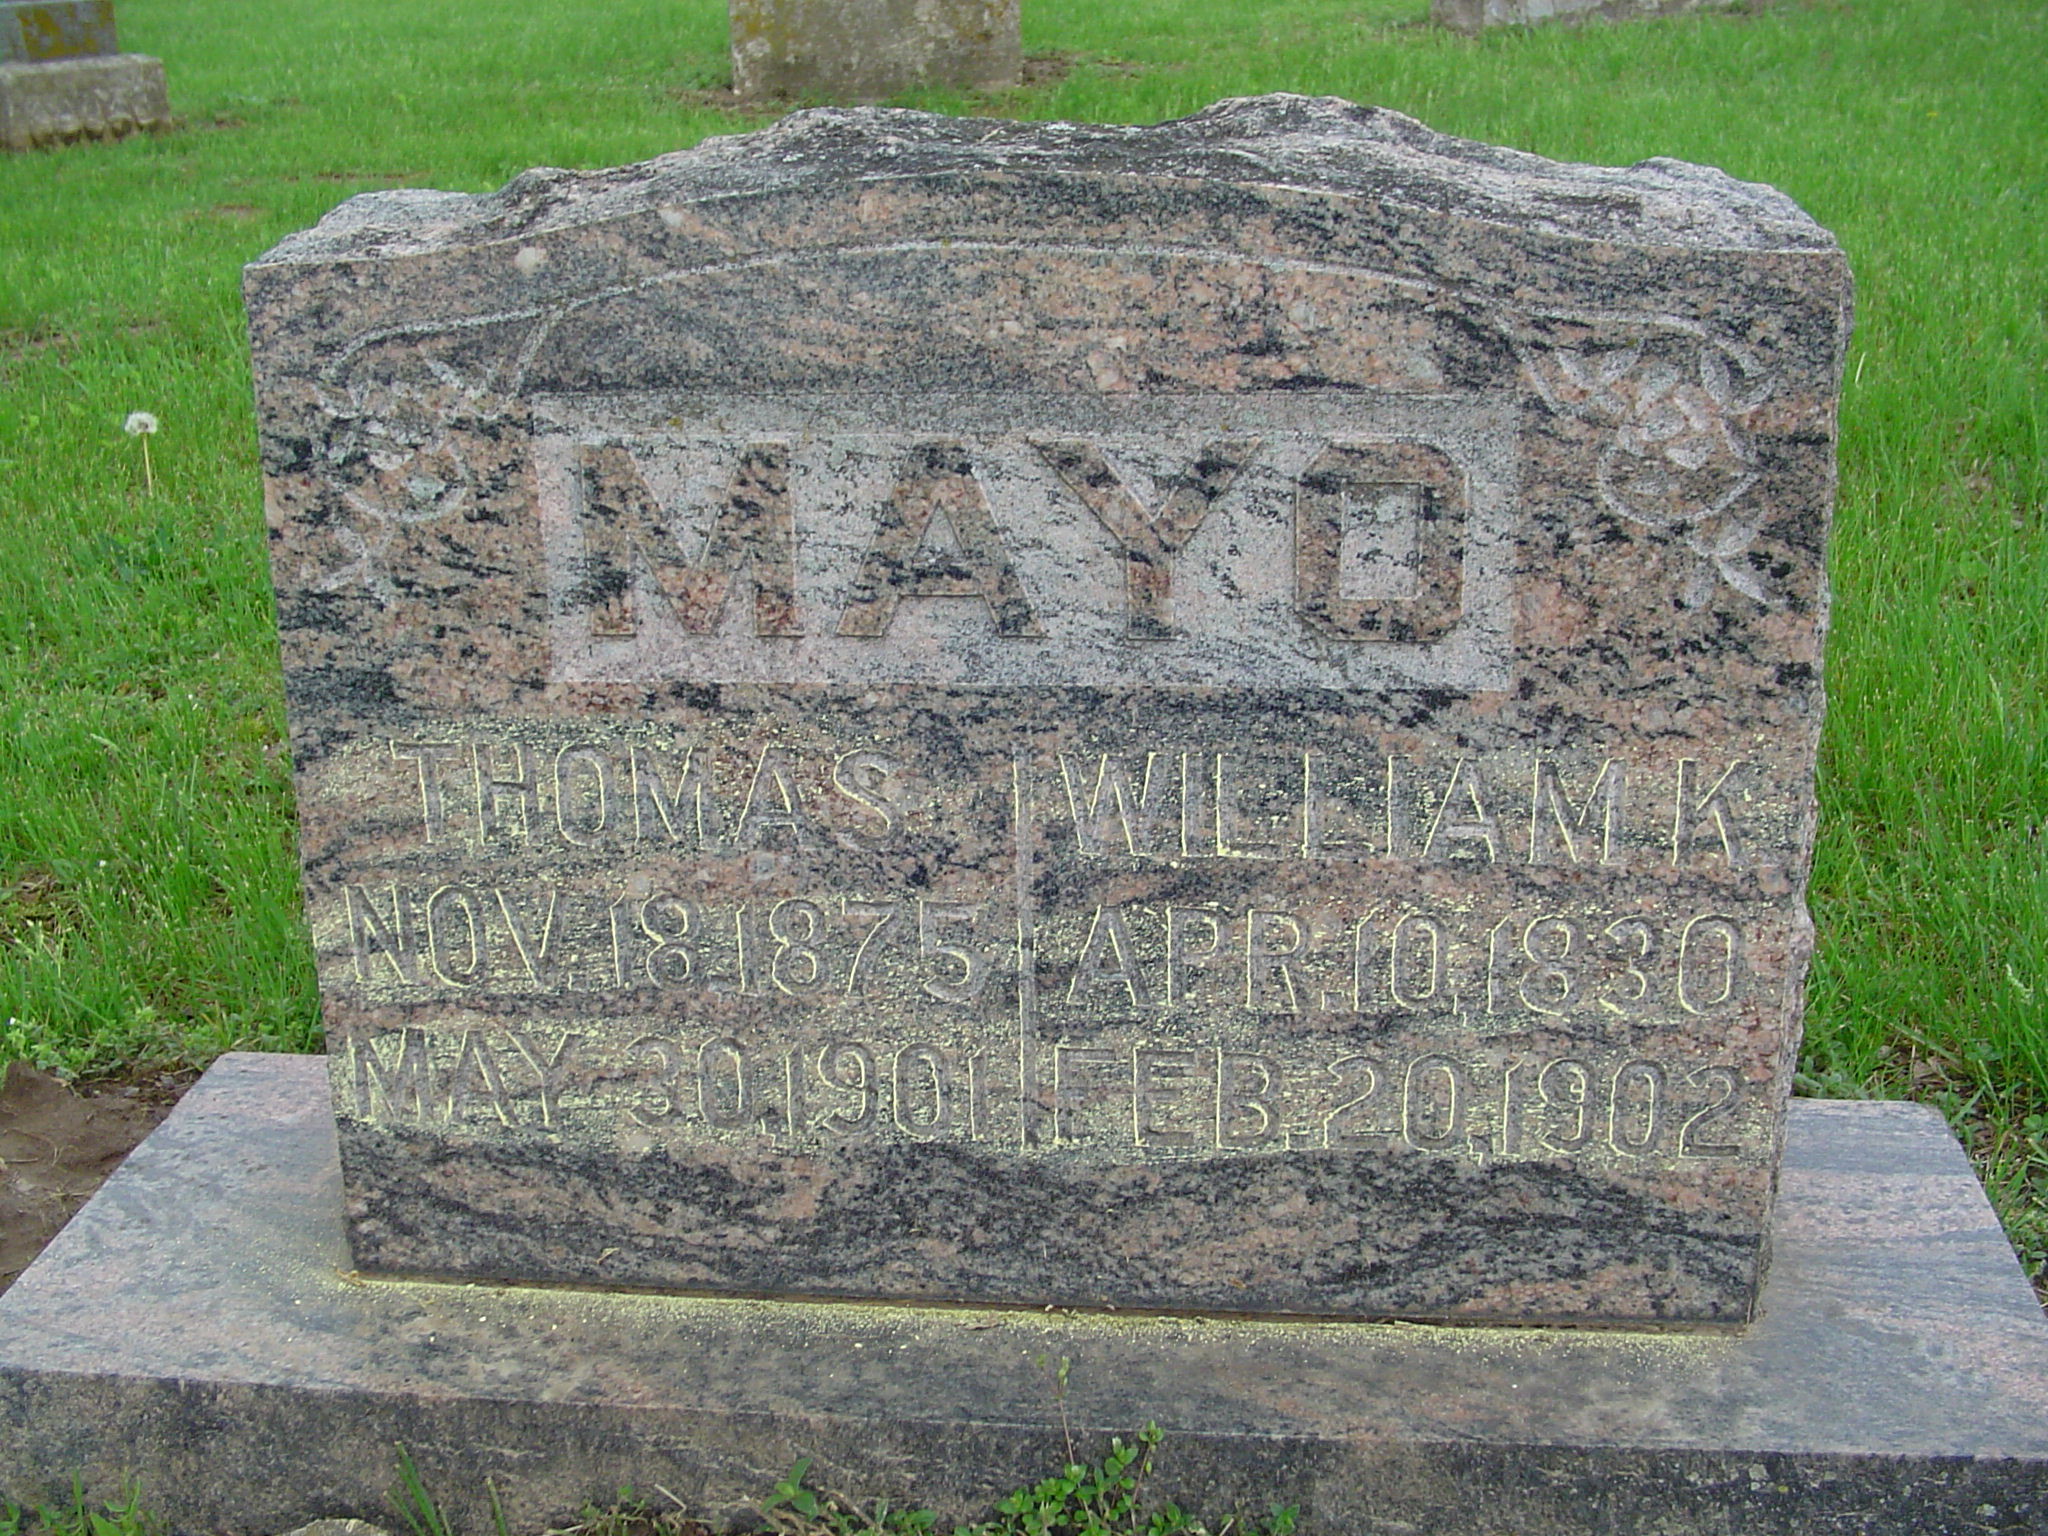 MAYO
THOMAS
NOV. 18, 1875
MAY 30, 1901
WILLIAM K.
APR. 10, 1830
FEB. 20, 1902